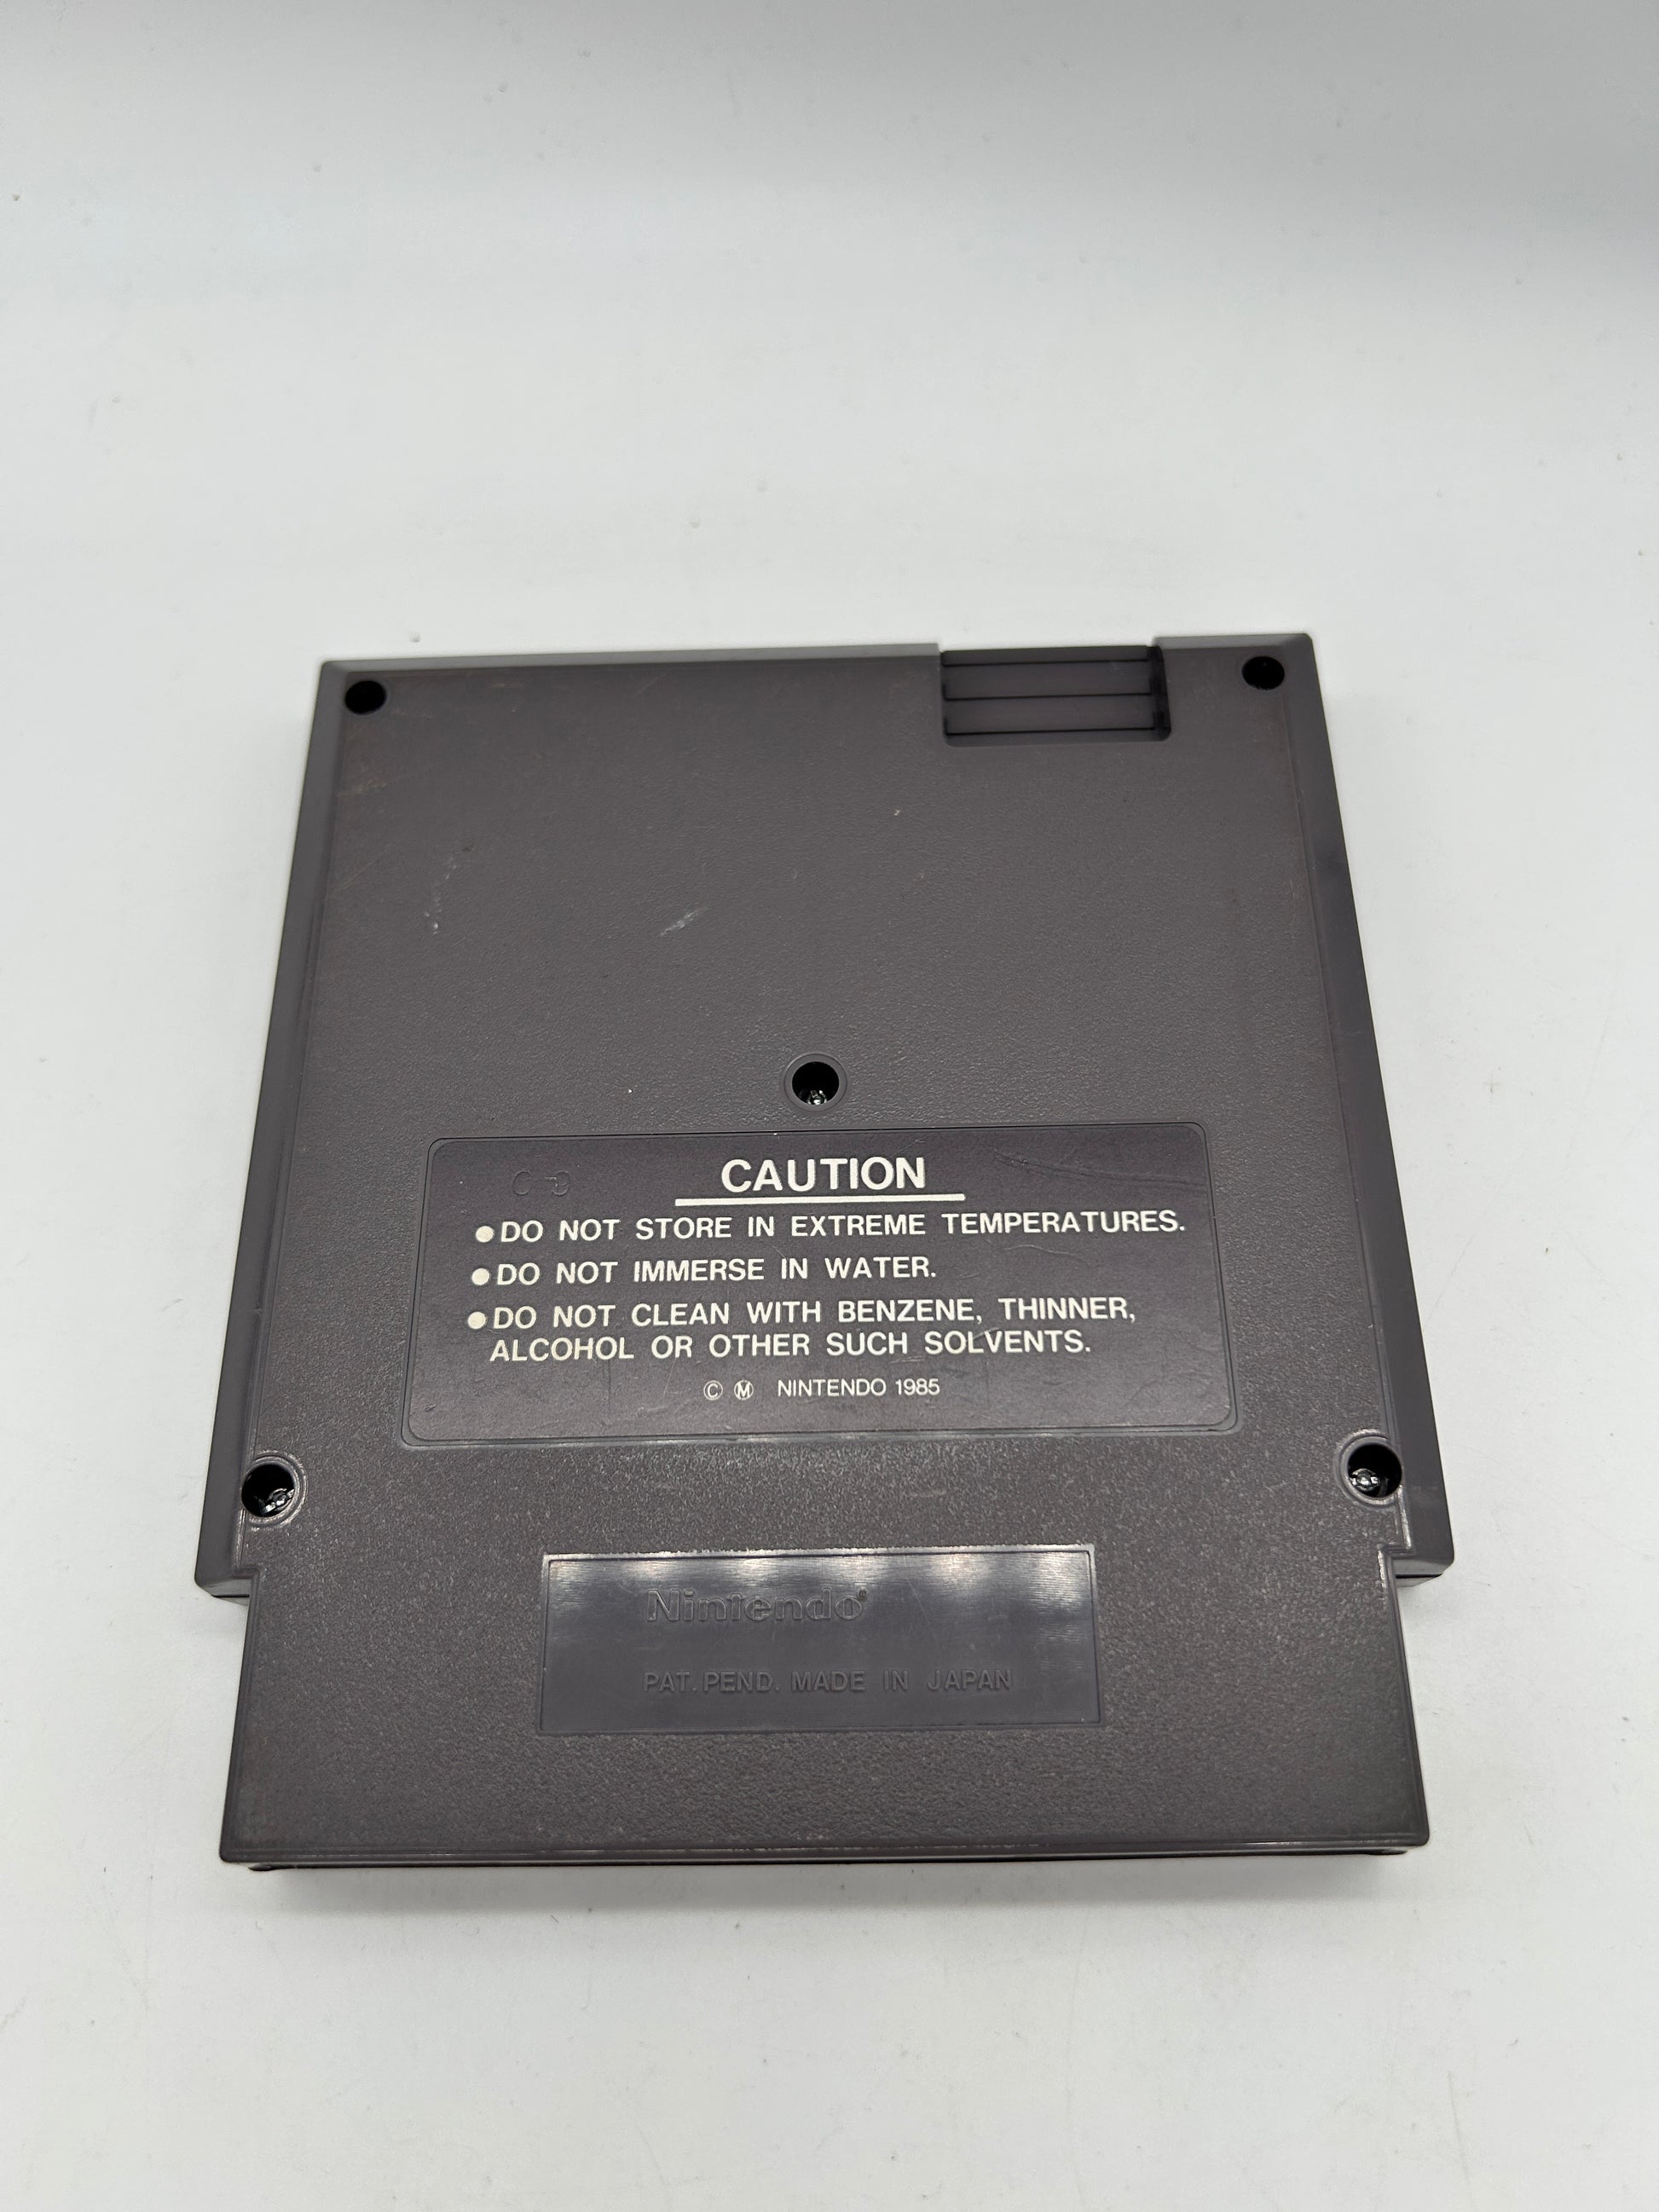 CAUTION
●DO NOT STORE IN EXTREME TEMPERATURES.
●DO NOT IMMERSE IN WATER.
●DO NOT CLEAN WITH BENZENE, THINNER,
ALCOHOL OR OTHER SUCH SOLVENTS.
© Ⓜ NINTENDO 1985
Nintendo®
PAT. PEND. MADE IN JAPAN